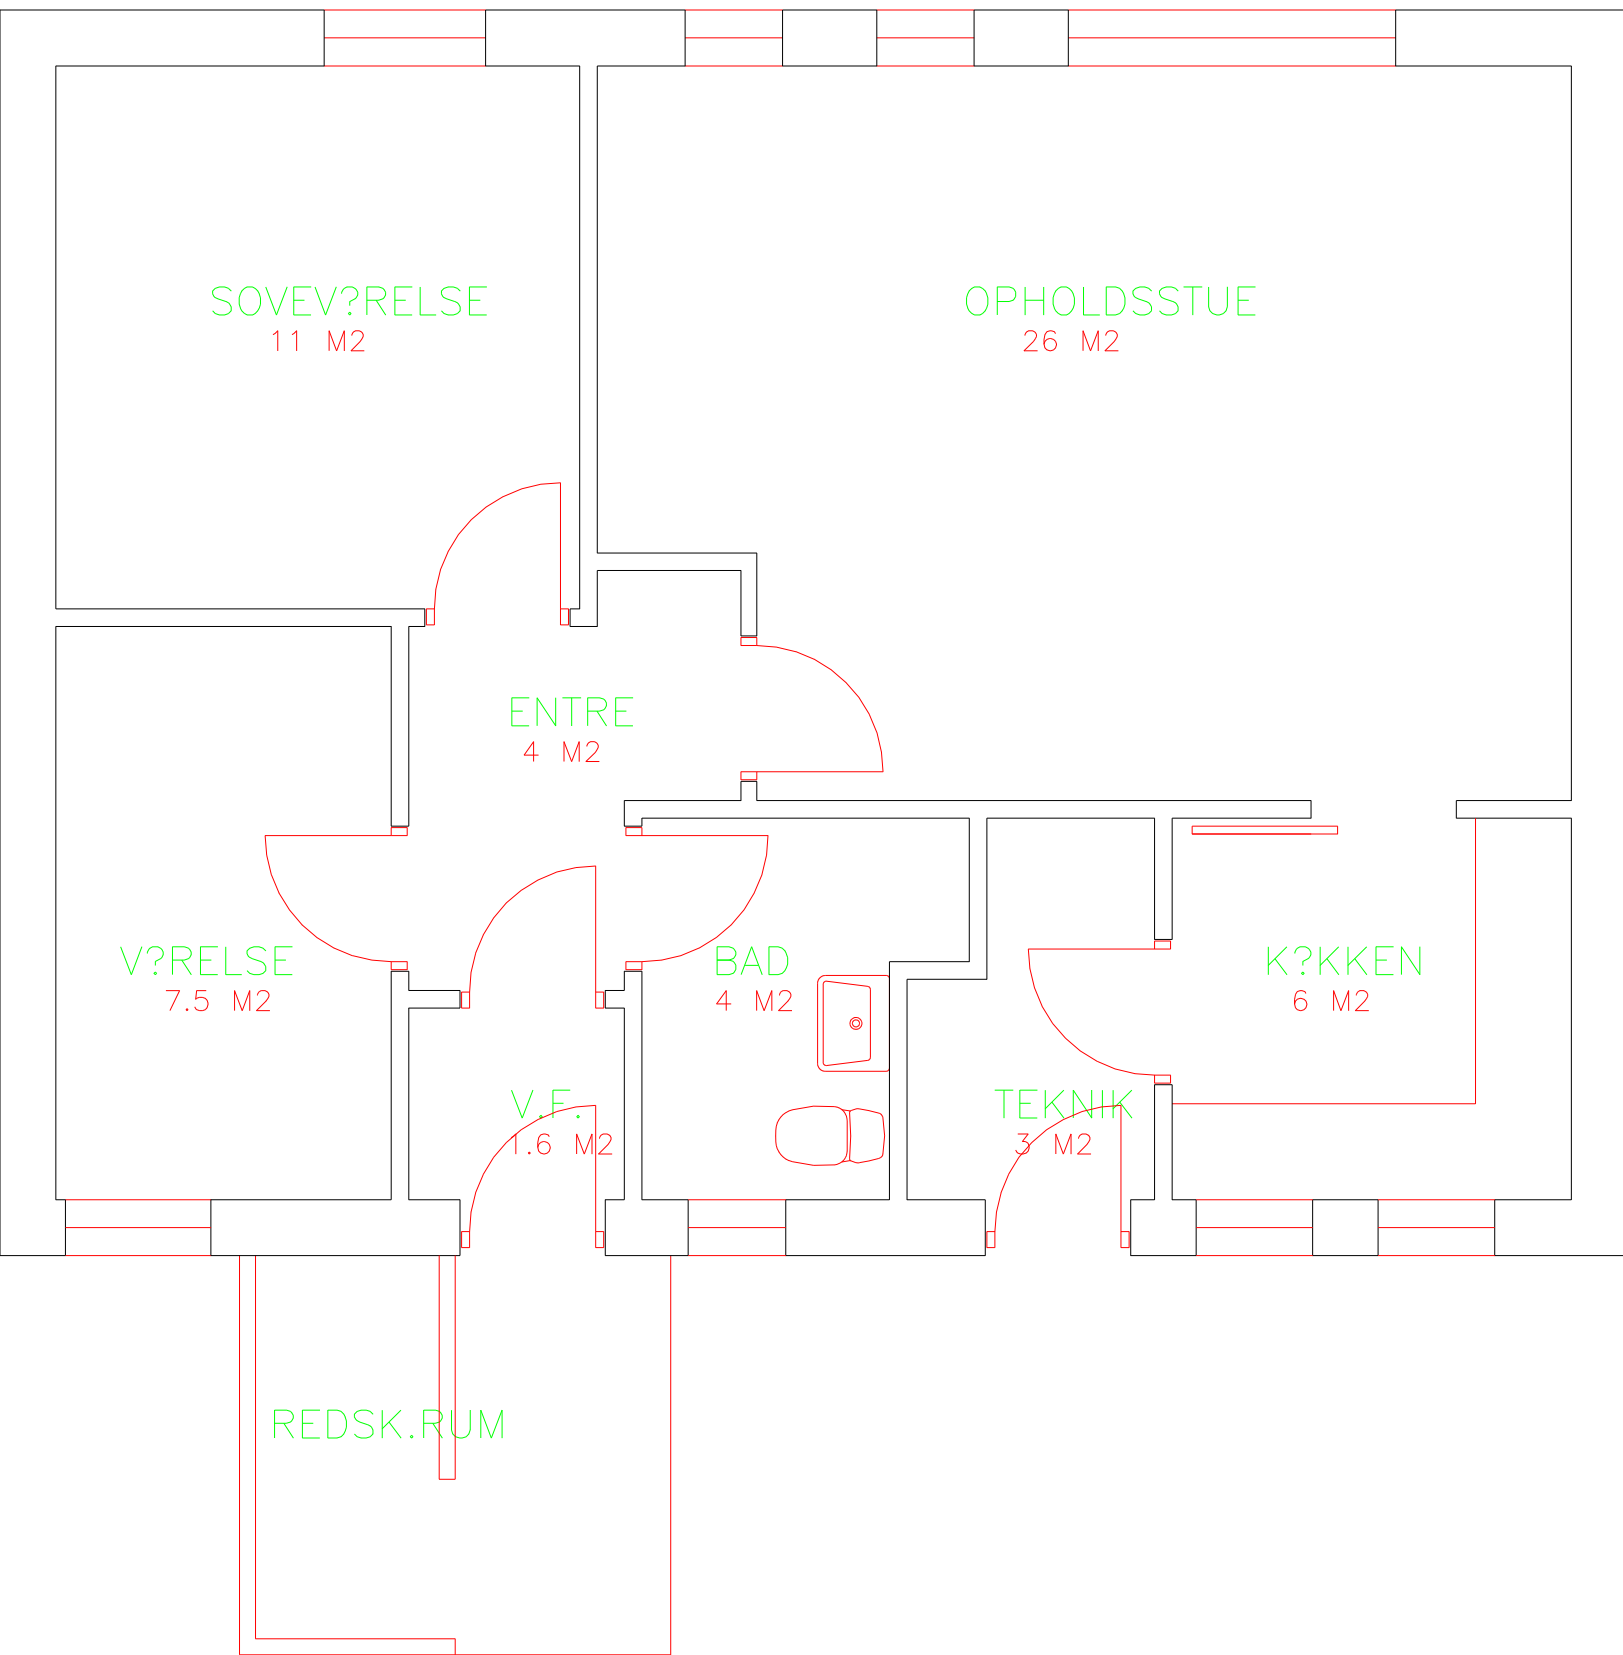 SOVEV?RELSE
11 M2
OPHOLDSSTUE
26 M2
ENTRE
4 M2
V?RELSE
7.5 M2
BAD
4 M2
K?KKEN
6 M2
V.F.
1.6 M2
TEKNIK
3 M2
REDSK.RUM